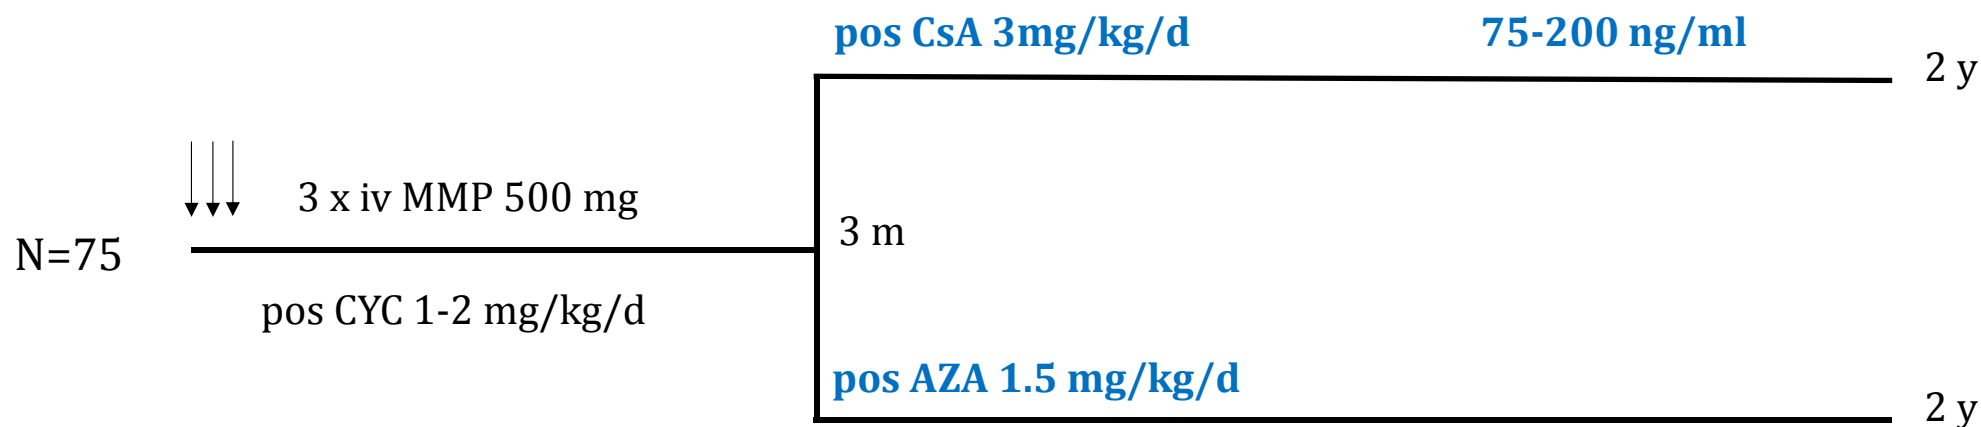 pos CsA 3mg/kg/d
75-200 ng/ml
2 y
3 x iv MMP 500 mg
N=75
3 m
pos CYC 1-2 mg/kg/d
pos AZA 1.5 mg/kg/d
2 y